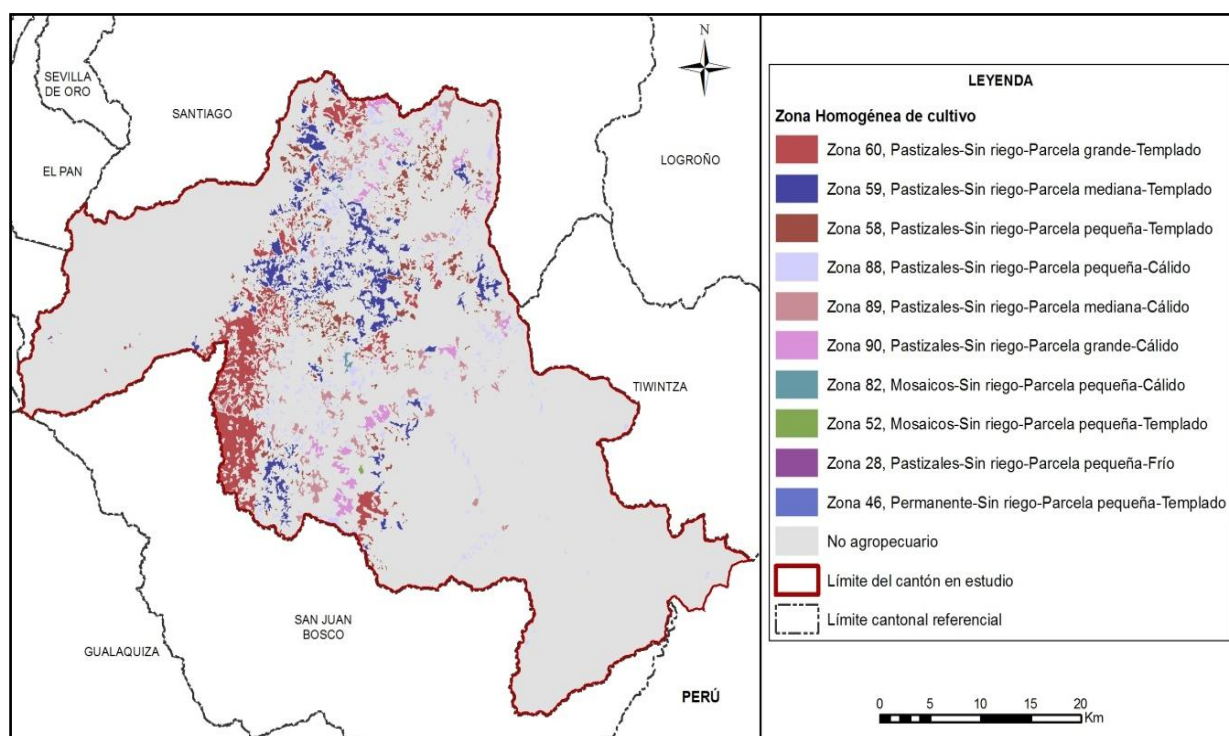 N
SEVILLA
DE ORO
SANTIAGO
EL PAN
LOGROÑO
TIWINTZA
SAN JUAN
BOSCO
GUALAQUIZA
PERÚ
LEYENDA
Zona Homogénea de cultivo
Zona 60, Pastizales-Sin riego-Parcela grande-Templado
Zona 59, Pastizales-Sin riego-Parcela mediana-Templado
Zona 58, Pastizales-Sin riego-Parcela pequeña-Templado
Zona 88, Pastizales-Sin riego-Parcela pequeña-Cálido
Zona 89, Pastizales-Sin riego-Parcela mediana-Cálido
Zona 90, Pastizales-Sin riego-Parcela grande-Cálido
Zona 82, Mosaicos-Sin riego-Parcela pequeña-Cálido
Zona 52, Mosaicos-Sin riego-Parcela pequeña-Templado
Zona 28, Pastizales-Sin riego-Parcela pequeña-Frío
Zona 46, Permanente-Sin riego-Parcela pequeña-Templado
No agropecuario
Límite del cantón en estudio
Límite cantonal referencial
0 5 10 15 20
Km